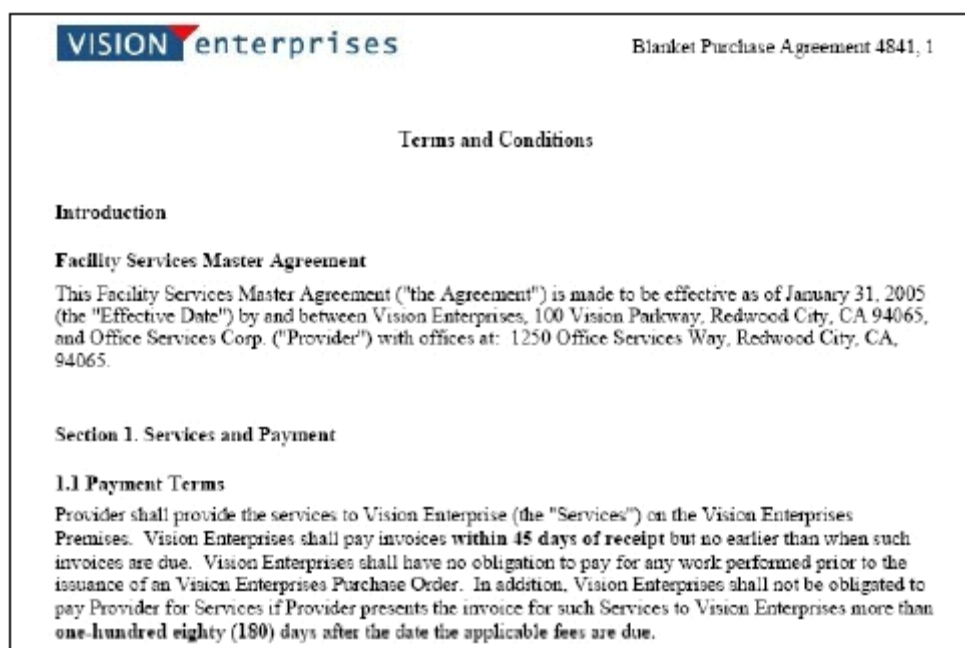 VISION enterprises
Blanket Purchase Agreement 4841, 1
Terms and Conditions
Introduction
Facility Services Master Agreement
This Facility Services Master Agreement ("the Agreement") is made to be effective as of January 31, 2005
(the "Effective Date") by and between Vision Enterprises, 100 Vision Parkway, Redwood City, CA 94065,
and Office Services Corp. ("Provider") with offices at: 1250 Office Services Way, Redwood City, CA,
94065.
Section 1. Services and Payment
1.1 Payment Terms
Provider shall provide the services to Vision Enterprise (the "Services") on the Vision Enterprises
Premises. Vision Enterprises shall pay invoices within 45 days of receipt but no earlier than when such
invoices are due. Vision Enterprises shall have no obligation to pay for any work performed prior to the
issuance of an Vision Enterprises Purchase Order. In addition, Vision Enterprises shall not be obligated to
pay Provider for Services if Provider presents the invoice for such Services to Vision Enterprises more than
one-hundred eighty (180) days after the date the applicable fees are due.